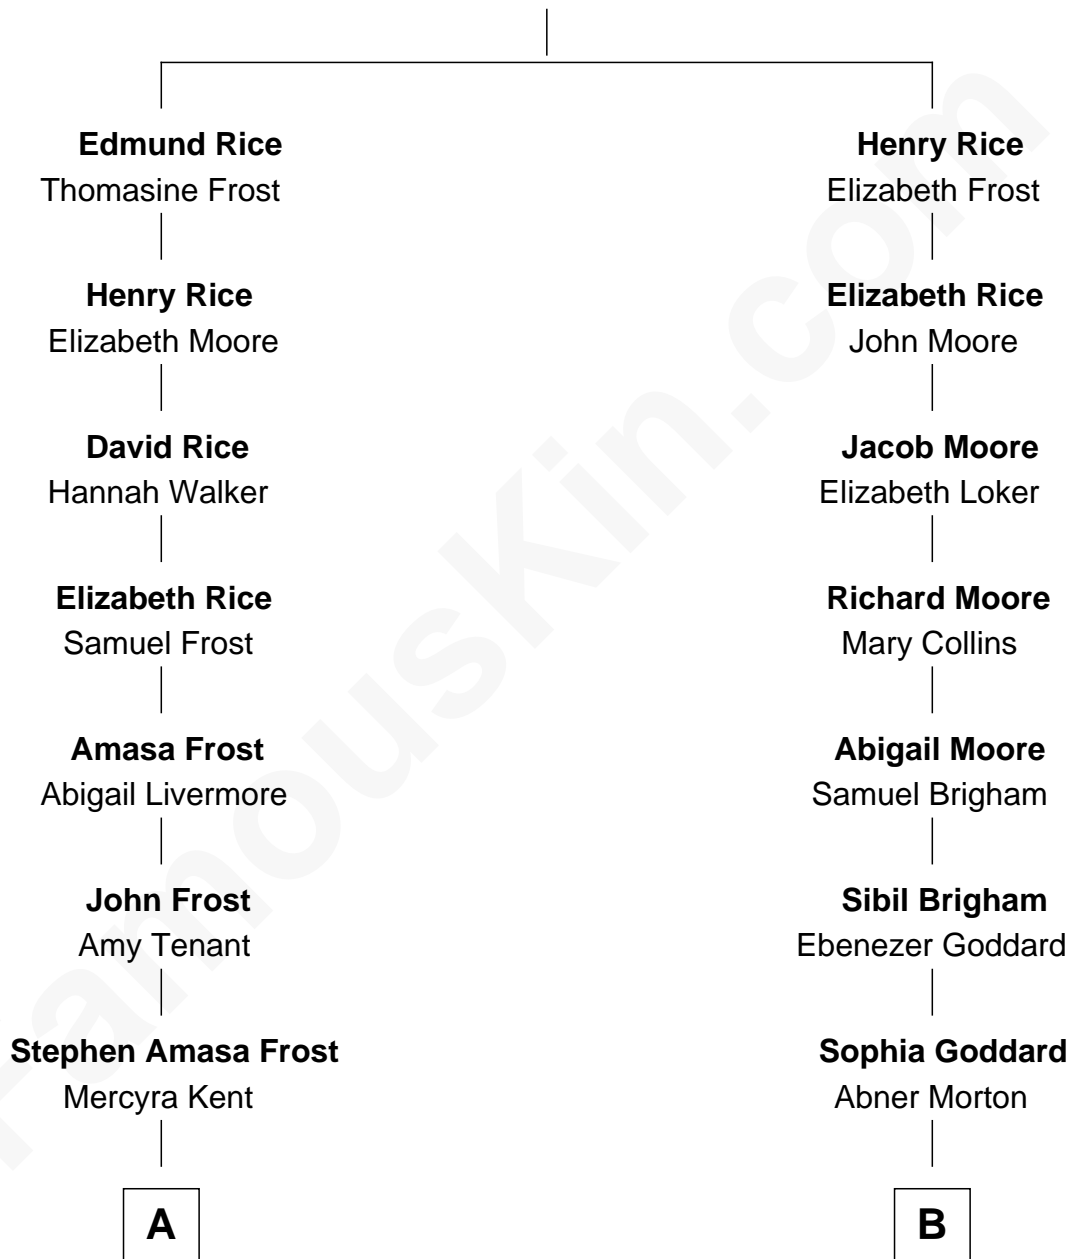 Edmund Rice
Thomasine Frost
Henry Rice
Elizabeth Moore
David Rice
Hannah Walker
Elizabeth Rice
Samuel Frost
Amasa Frost
Abigail Livermore
John Frost
Amy Tenant
Stephen Amasa Frost
Mercyra Kent
A
Henry Rice
Elizabeth Frost
Elizabeth Rice
John Moore
Jacob Moore
Elizabeth Loker
Richard Moore
Mary Collins
Abigail Moore
Samuel Brigham
Sibil Brigham
Ebenezer Goddard
Sophia Goddard
Abner Morton
B
FamousKin.com